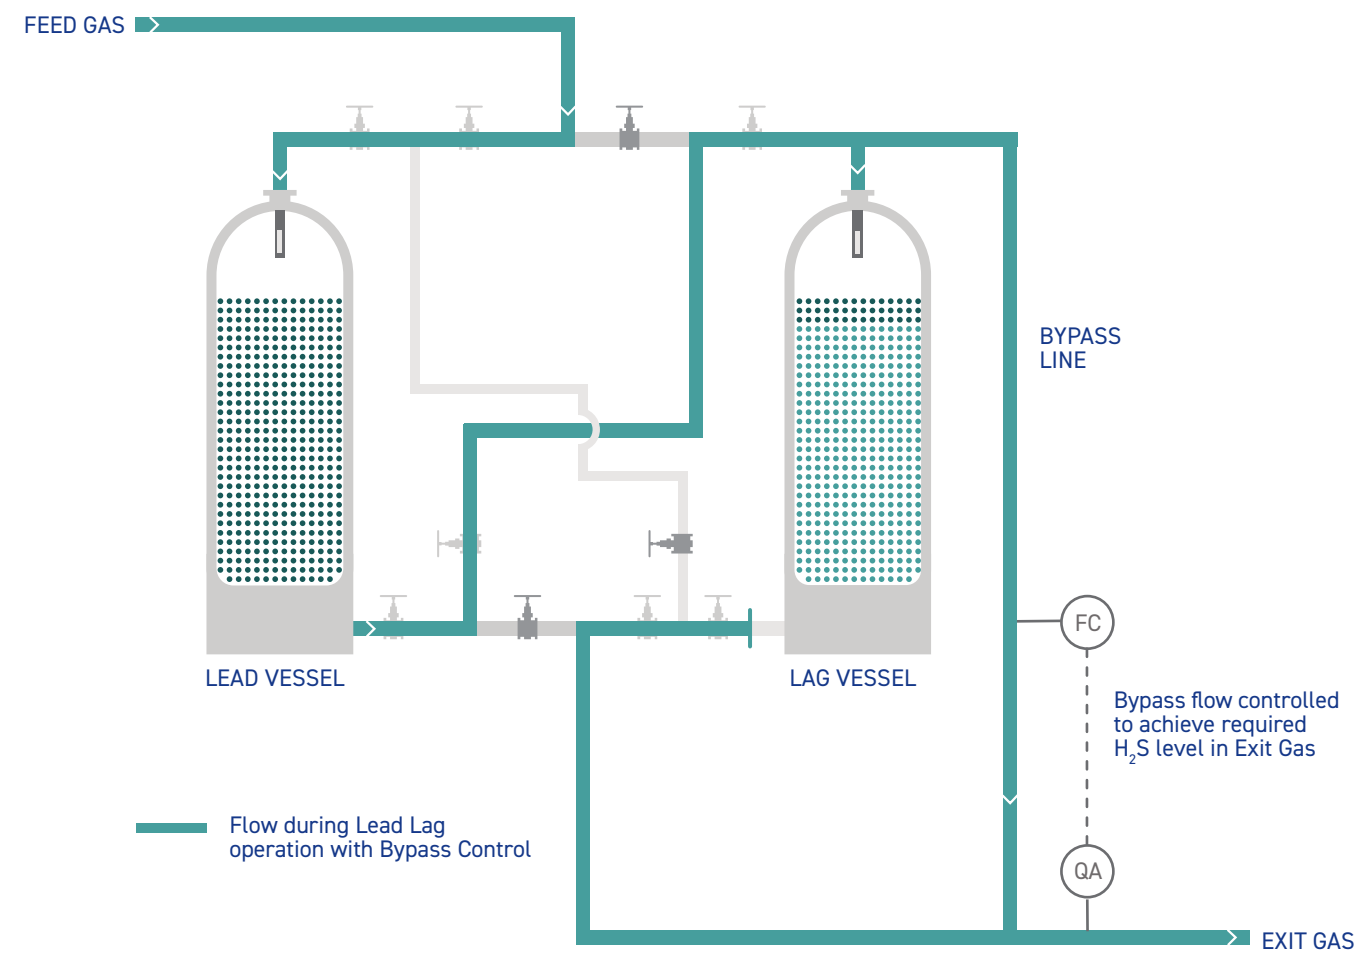 FEED GAS
BYPASS
LINE
FC
LEAD VESSEL
LAG VESSEL
Bypass flow controlled
to achieve required
H₂S level in Exit Gas
Flow during Lead Lag
operation with Bypass Control
QA
EXIT GAS